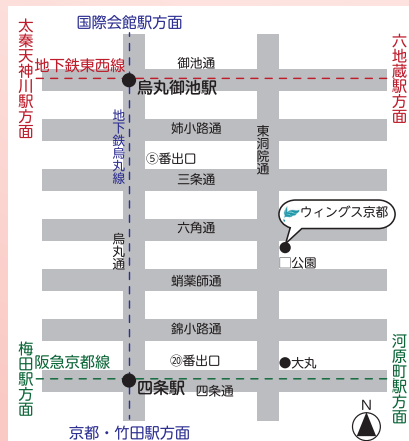 国際会館駅方面
太秦天神川駅方面
六地蔵駅方面
御池通
地下鉄東西線
烏丸御池駅
地下鉄烏丸線
姉小路通
東洞院通
⑤番出口
三条通
ウィングス京都
六角通
烏丸通
□公園
蛸薬師通
錦小路通
梅田駅方面
阪急京都線
⑳番出口
大丸
河原町駅方面
四条駅
四条通
N
京都・竹田駅方面